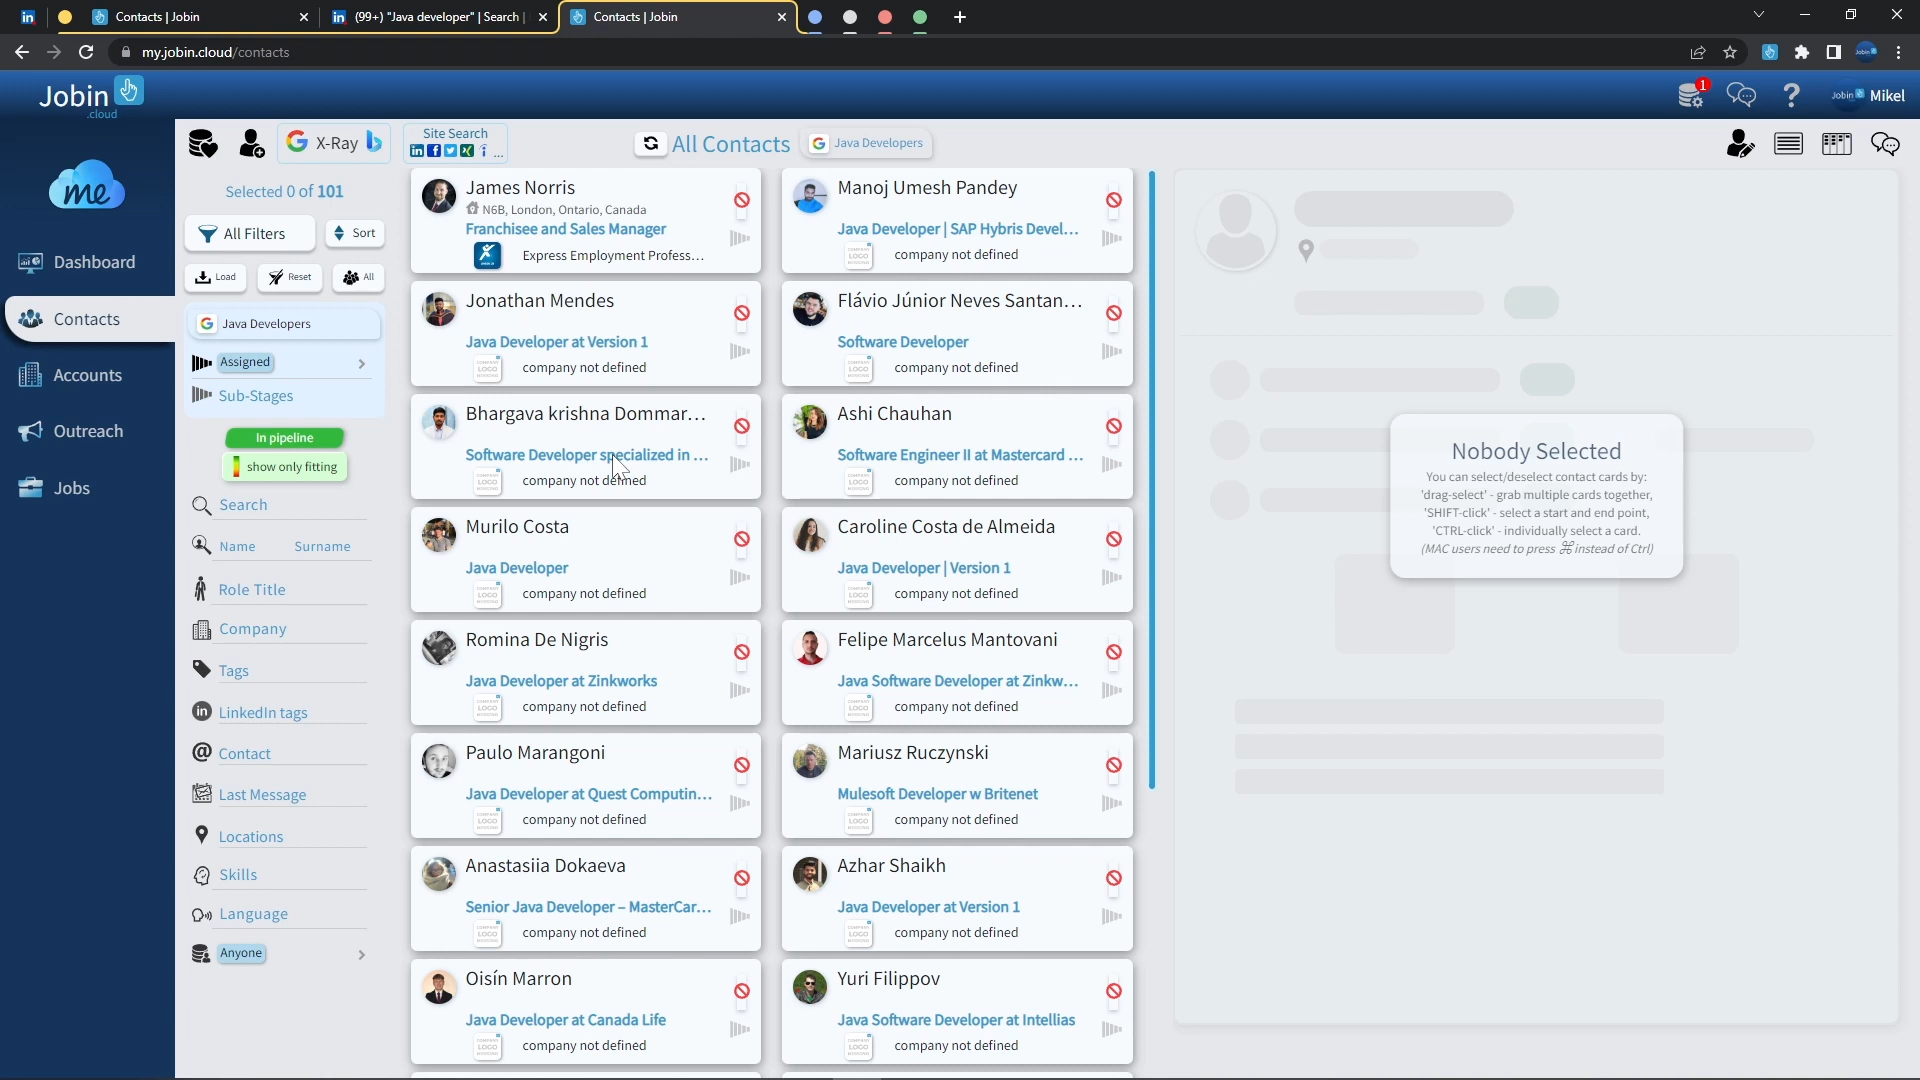 Contacts | Jobin
(99+) "Java developer" | Search |
Contacts | Jobin
my.jobin.cloud/contacts
Jobin
.cloud
1
Jobin
Mikel
me
Dashboard
Contacts
Accounts
Outreach
Jobs
X-Ray
Site Search
All Contacts
Java Developers
Selected 0 of 101
All Filters
Sort
Load
Reset
All
Java Developers
Assigned
Sub-Stages
In pipeline
show only fitting
Search
Name Surname
Role Title
Company
Tags
LinkedIn tags
Contact
Last Message
Locations
Skills
Language
Anyone
James Norris
N6B, London, Ontario, Canada
Franchisee and Sales Manager
Express Employment Profess...
Manoj Umesh Pandey
Java Developer | SAP Hybris Devel...
company not defined
Jonathan Mendes
Java Developer at Version 1
company not defined
Flávio Júnior Neves Santan...
Software Developer
company not defined
Bhargava krishna Dommar...
Software Developer specialized in ...
company not defined
Ashi Chauhan
Software Engineer II at Mastercard ...
company not defined
Murilo Costa
Java Developer
company not defined
Caroline Costa de Almeida
Java Developer | Version 1
company not defined
Romina De Nigris
Java Developer at Zinkworks
company not defined
Felipe Marcelus Mantovani
Java Software Developer at Zinkw...
company not defined
Paulo Marangoni
Java Developer at Quest Computin...
company not defined
Mariusz Ruczynski
Mulesoft Developer w Britenet
company not defined
Anastasiia Dokaeva
Senior Java Developer – MasterCar...
company not defined
Azhar Shaikh
Java Developer at Version 1
company not defined
Oisín Marron
Java Developer at Canada Life
company not defined
Yuri Filippov
Java Software Developer at Intellias
company not defined
Nobody Selected
You can select/deselect contact cards by:
'drag-select' - grab multiple cards together,
'SHIFT-click' - select a start and end point,
'CTRL-click' - individually select a card.
(MAC users need to press ⌘ instead of Ctrl)